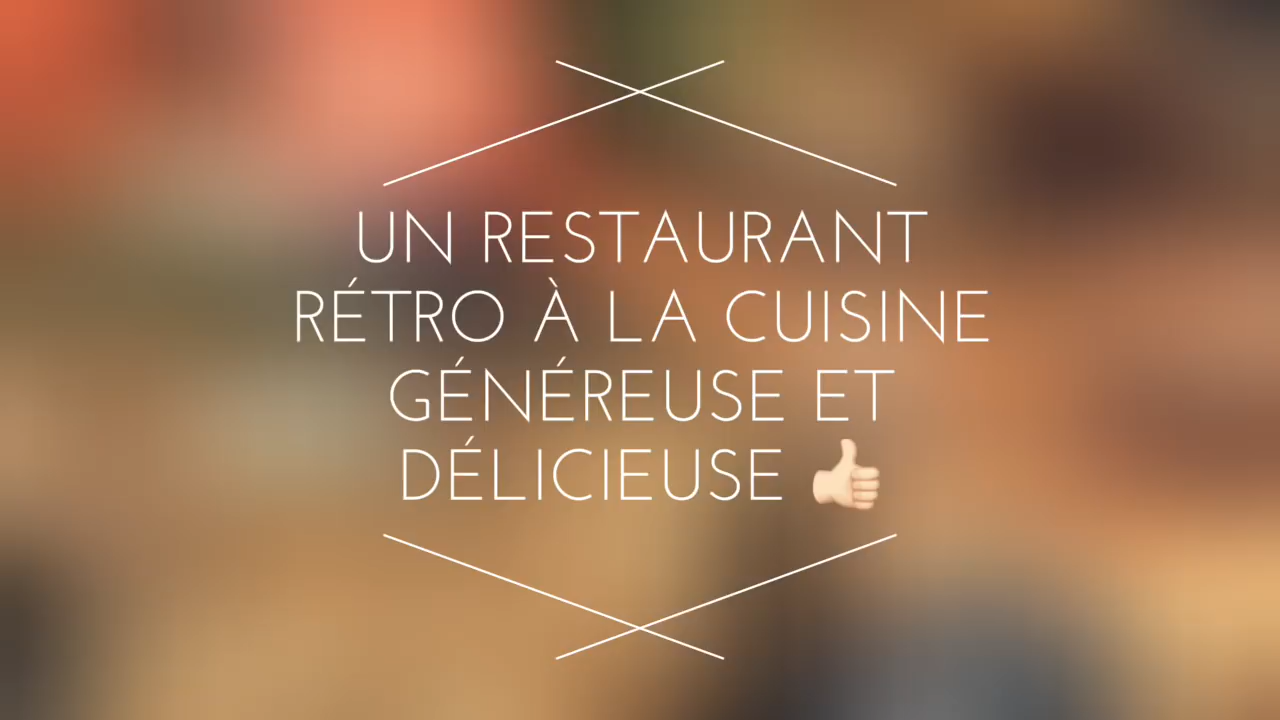 UN RESTAURANT
RÉTRO À LA CUISINE
GÉNÉREUSE ET
DÉLICIEUSE 👍🏻